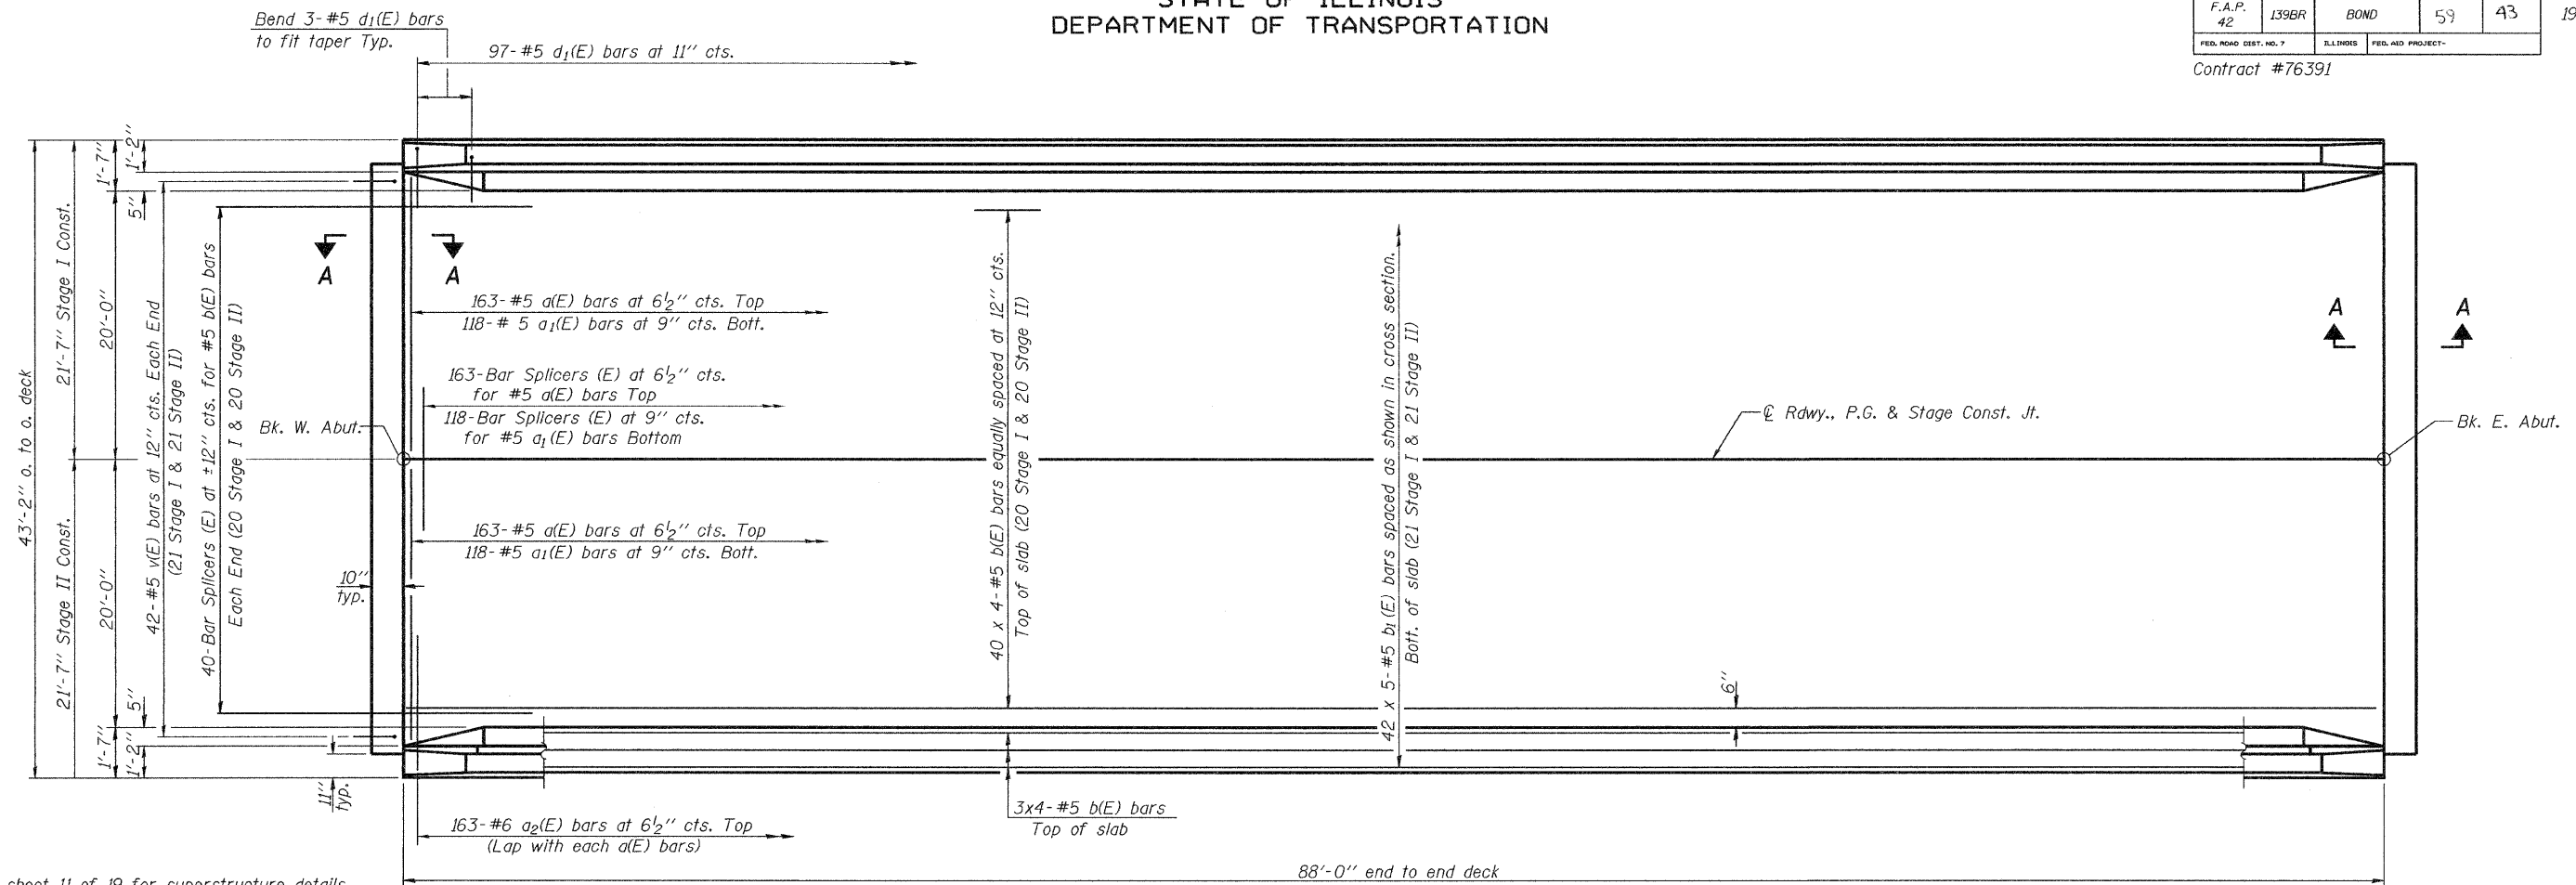 STATE OF ILLINOIS
DEPARTMENT OF TRANSPORTATION
F.A.P. 42
139BR
BOND
59
43
19
FED. ROAD DIST. NO. 7
ILLINOIS
FED. AID PROJECT-
Contract #76391
Bend 3-#5 d₁(E) bars
to fit taper Typ.
97-#5 d₁(E) bars at 11" cts.
43'-2" o. to o. deck
21'-7" Stage I Const.
21'-7" Stage II Const.
1'-7"
1'-2"
5"
20'-0"
20'-0"
5"
1'-7"
1'-2"
11"
typ.
10"
typ.
42-#5 v(E) bars at 12" cts. Each End
(21 Stage I & 21 Stage II)
40-Bar Splicers (E) at ±12" cts. for #5 b(E) bars
Each End (20 Stage I & 20 Stage II)
Bk. W. Abut.
A
A
163-#5 a(E) bars at 6½" cts. Top
118-# 5 a₁(E) bars at 9" cts. Bott.
163-Bar Splicers (E) at 6½" cts.
for #5 a(E) bars Top
118-Bar Splicers (E) at 9" cts.
for #5 a₁(E) bars Bottom
163-#5 a(E) bars at 6½" cts. Top
118-#5 a₁(E) bars at 9" cts. Bott.
40 x 4-#5 b(E) bars equally spaced at 12" cts.
Top of slab (20 Stage I & 20 Stage II)
42 x 5-#5 b₁(E) bars spaced as shown in cross section.
Bott. of slab (21 Stage I & 21 Stage II)
A
A
℄ Rdwy., P.G. & Stage Const. Jt.
Bk. E. Abut.
6"
3x4-#5 b(E) bars
Top of slab
163-#6 a₂(E) bars at 6½" cts. Top
(Lap with each a(E) bars)
88'-0" end to end deck
sheet 11 of 19 for superstructure details